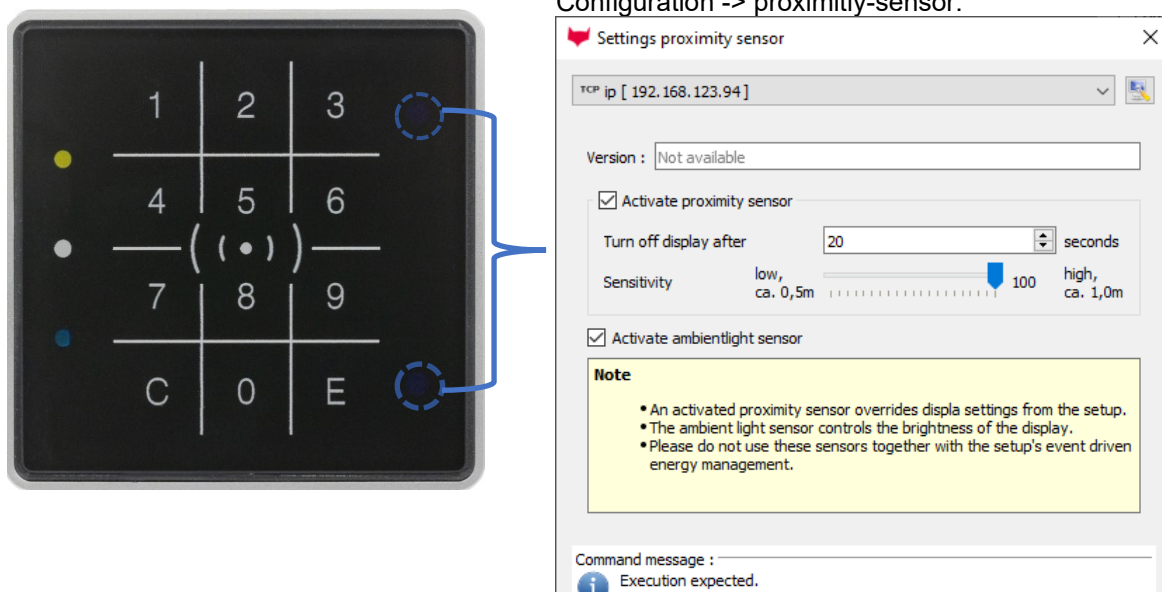 Configuration -> proximitiy-sensor:
Settings proximity sensor
TCP ip [ 192.168.123.94 ]
Version : Not available
Activate proximity sensor
Turn off display after 20 seconds
Sensitivity low, ca. 0,5m 100 high, ca. 1,0m
Activate ambientlight sensor
Note
An activated proximity sensor overrides displa settings from the setup.
The ambient light sensor controls the brightness of the display.
Please do not use these sensors together with the setup's event driven
energy management.
Command message :
Execution expected.
1 2 3
4 5 6
7 8 9
C 0 E